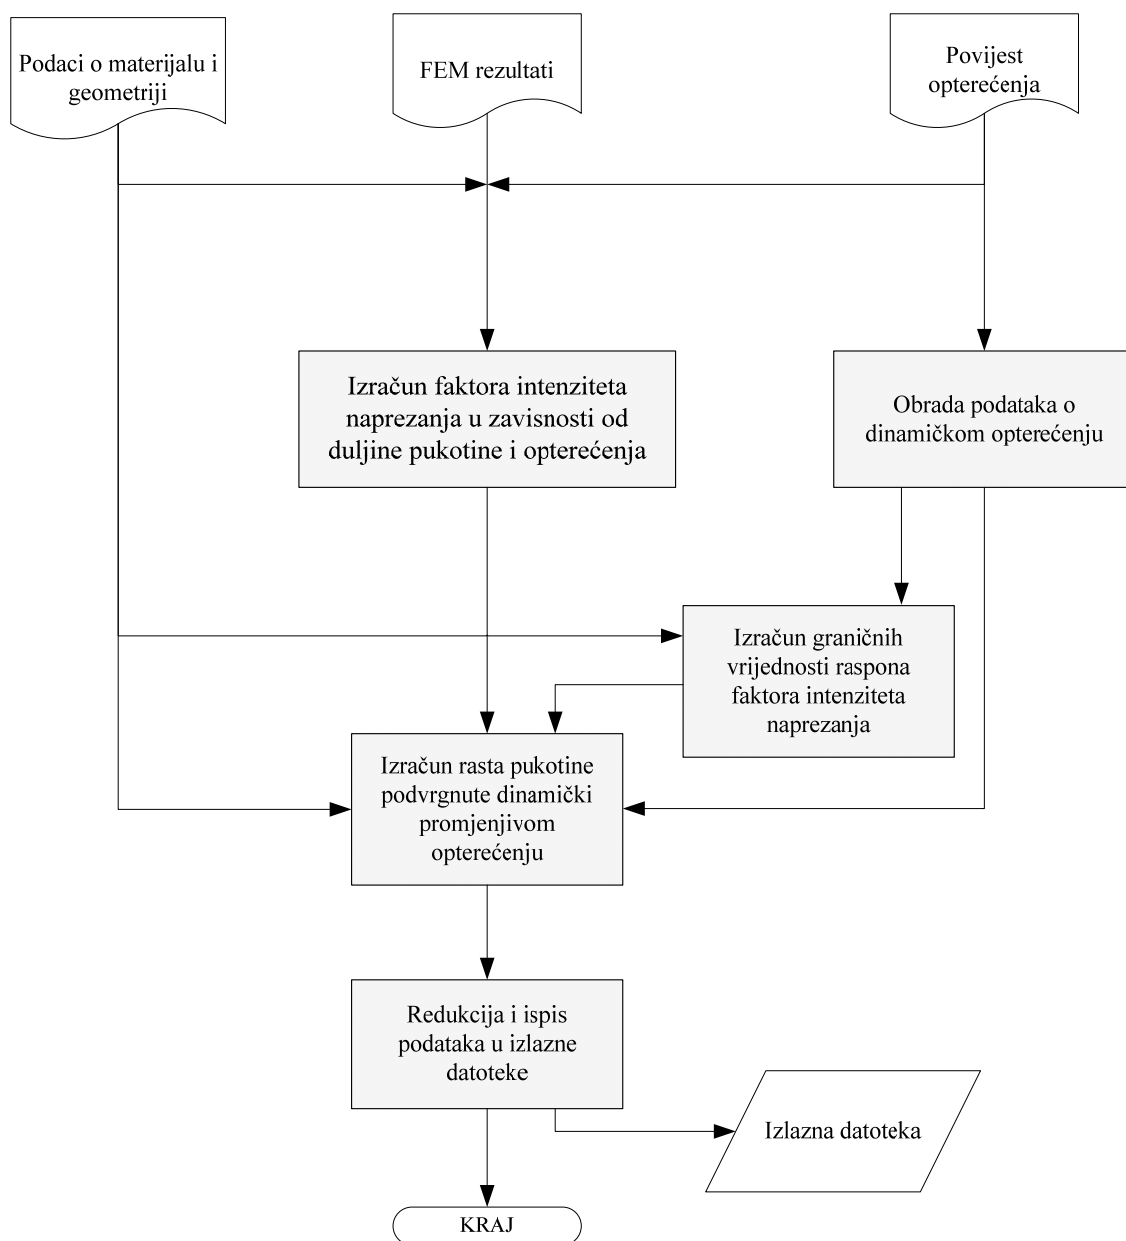 Podaci o materijalu i
geometriji
FEM rezultati
Povijest
opterećenja
Izračun faktora intenziteta
naprezanja u zavisnosti od
duljine pukotine i opterećenja
Obrada podataka o
dinamičkom opterećenju
Izračun graničnih
vrijednosti raspona
faktora intenziteta
naprezanja
Izračun rasta pukotine
podvrgnute dinamički
promjenjivom
opterećenju
Redukcija i ispis
podataka u izlazne
datoteke
Izlazna datoteka
KRAJ